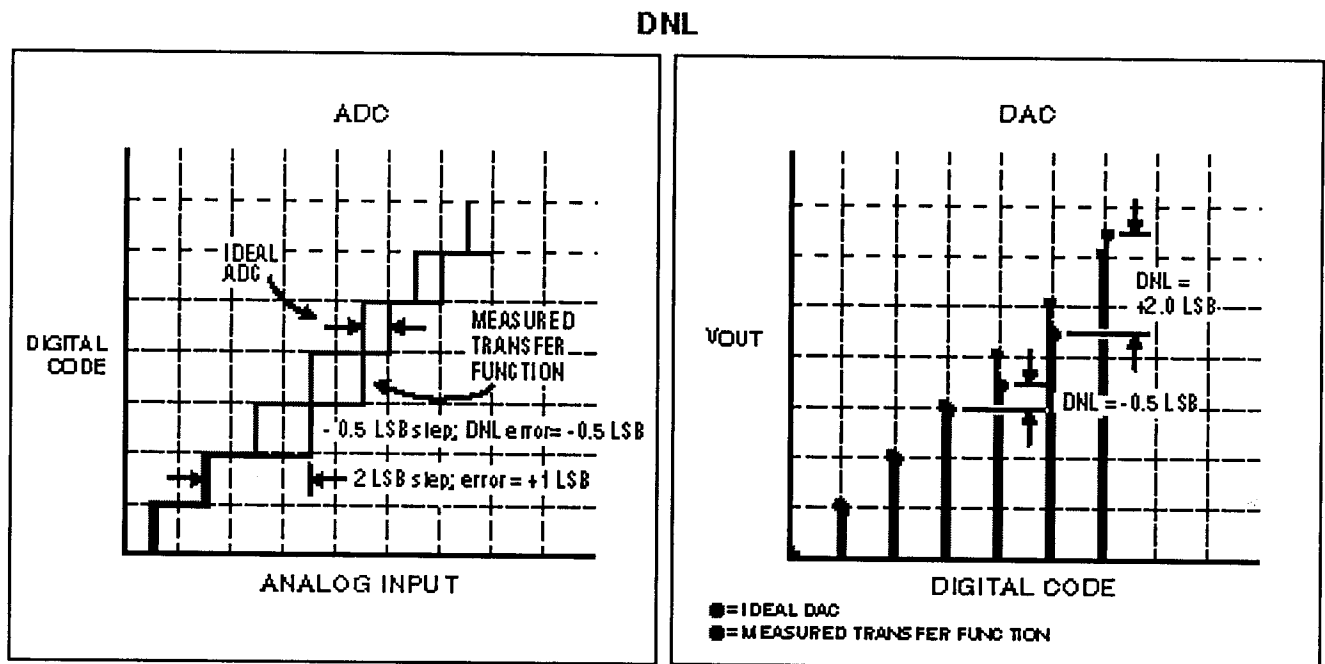 DNL
ADC
IDEAL
ADC
DIGITAL
CODE
MEASURED
TRANSFER
FUNCTION
- 0.5 LSB step; DNL error= -0.5 LSB
2 LSB step; error= +1 LSB
ANALOG INPUT
DAC
VOUT
DNL =
+2.0 LSB
DNL = -0.5 LSB
DIGITAL CODE
= IDEAL DAC
= MEASURED TRANSFER FUNCTION